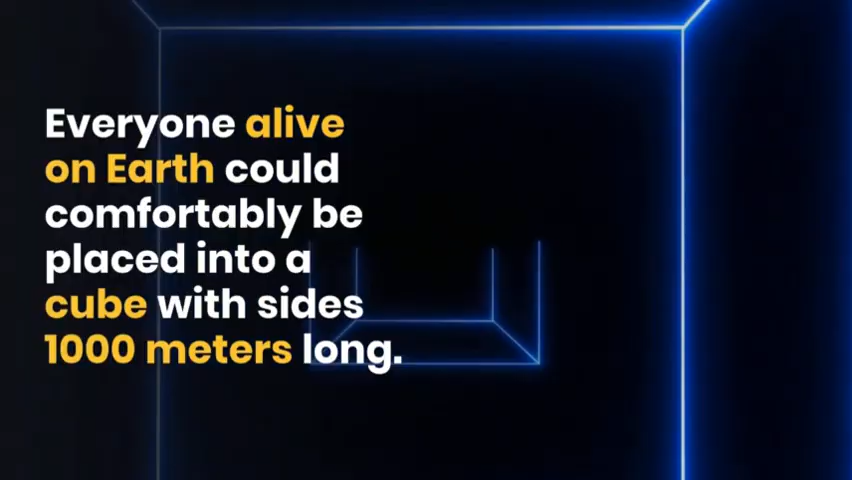 Everyone alive
on Earth could
comfortably be
placed into a
cube with sides
1000 meters long.